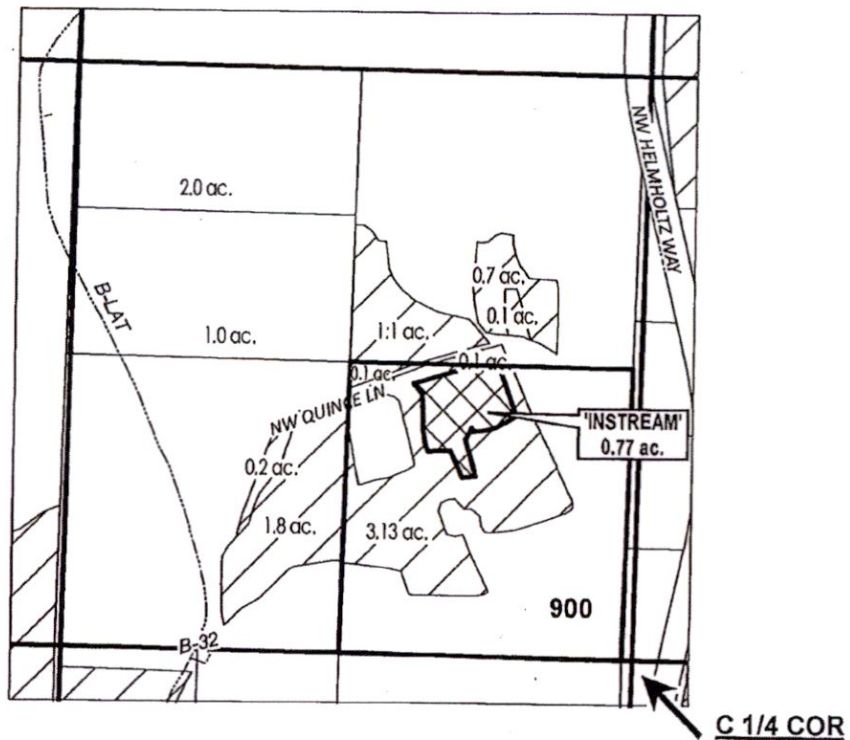 NW HELMHOLTZ WAY
2.0 ac.
B-LAT
0.7 ac.
0.1 ac.
1.0 ac.
1:1 ac.
0.1 ac.
0.1 ac.
NW QUINCE LN
'INSTREAM'
0.77 ac.
0.2 ac.
1.8 ac.
3.13 ac.
900
B-32
C 1/4 COR